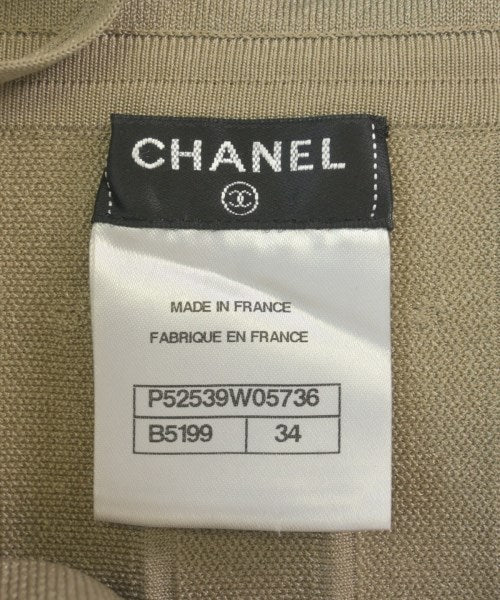 CHANEL
MADE IN FRANCE
FABRIQUE EN FRANCE
P52539W05736
B5199 34